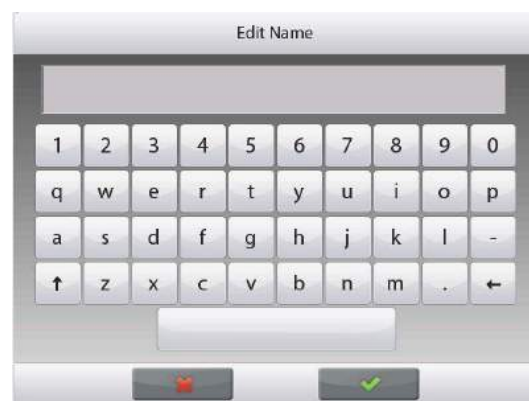 Edit Name
1 2 3 4 5 6 7 8 9 0
q w e r t y u i o p
a s d f g h j k l -
↑ z x c v b n m . ←